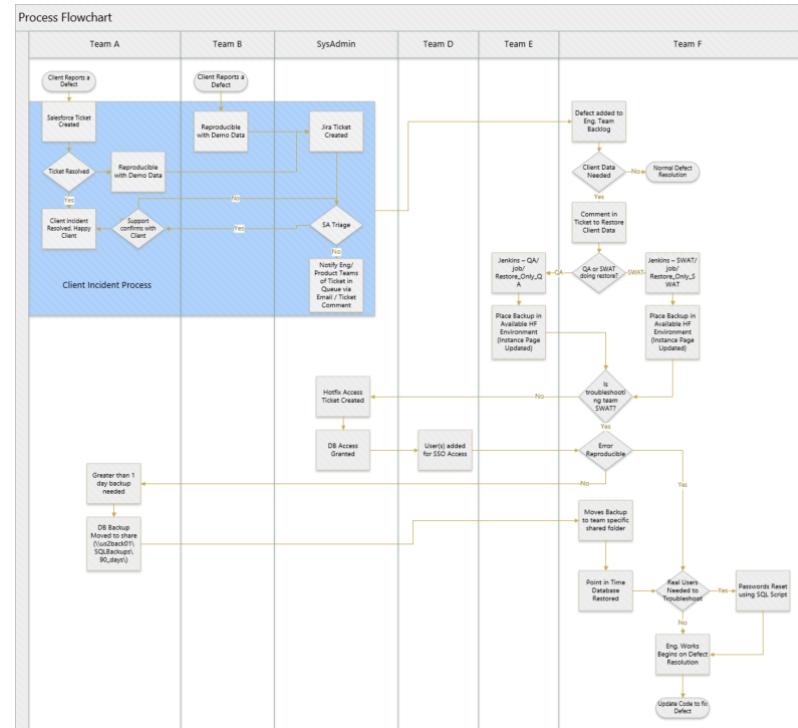 Process Flowchart
Team A
Team B
SysAdmin
Team D
Team E
Team F
Client Reports a
Defect
Client Reports a
Defect
Salesforce Ticket
Created
Reproducible
with Demo Data
Jira Ticket
Created
Defect added to
Eng. Team
Backlog
Ticket Resolved
Reproducible
with Demo Data
Client Data
Needed
No
Normal Defect
Resolution
Yes
No
Yes
Client Incident
Resolved. Happy
Client
Support
confirms with
Client
Yes
SA Triage
Comment in
Ticket to Restore
Client Data
No
Notify Eng/
Product Teams
of Ticket in
Queue via
Email / Ticket
Comment
Client Incident Process
Jenkins – QA/
job/
Restore_Only_Q
A
QA
QA or SWAT
doing restore?
SWAT
Jenkins – SWAT/
job/
Restore_Only_S
WAT
Place Backup in
Available HF
Environment
(Instance Page
Updated)
Place Backup in
Available HF
Environment
(Instance Page
Updated)
Is
troubleshooti
ng team
SWAT?
No
Hotfix Access
Ticket Created
Yes
DB Access
Granted
User(s) added
for SSO Access
Error
Reproducible
No
Yes
Greater than 1
day backup
needed
DB Backup
Moved to share
(\\us2back01\
SQLBackups\
90_days\)
Moves Backup
to team specific
shared folder
Point in Time
Database
Restored
Real Users
Needed to
Troubleshoot
Yes
Passwords Reset
using SQL Script
No
Eng. Works
Begins on Defect
Resolution
Update Code to fix
Defect